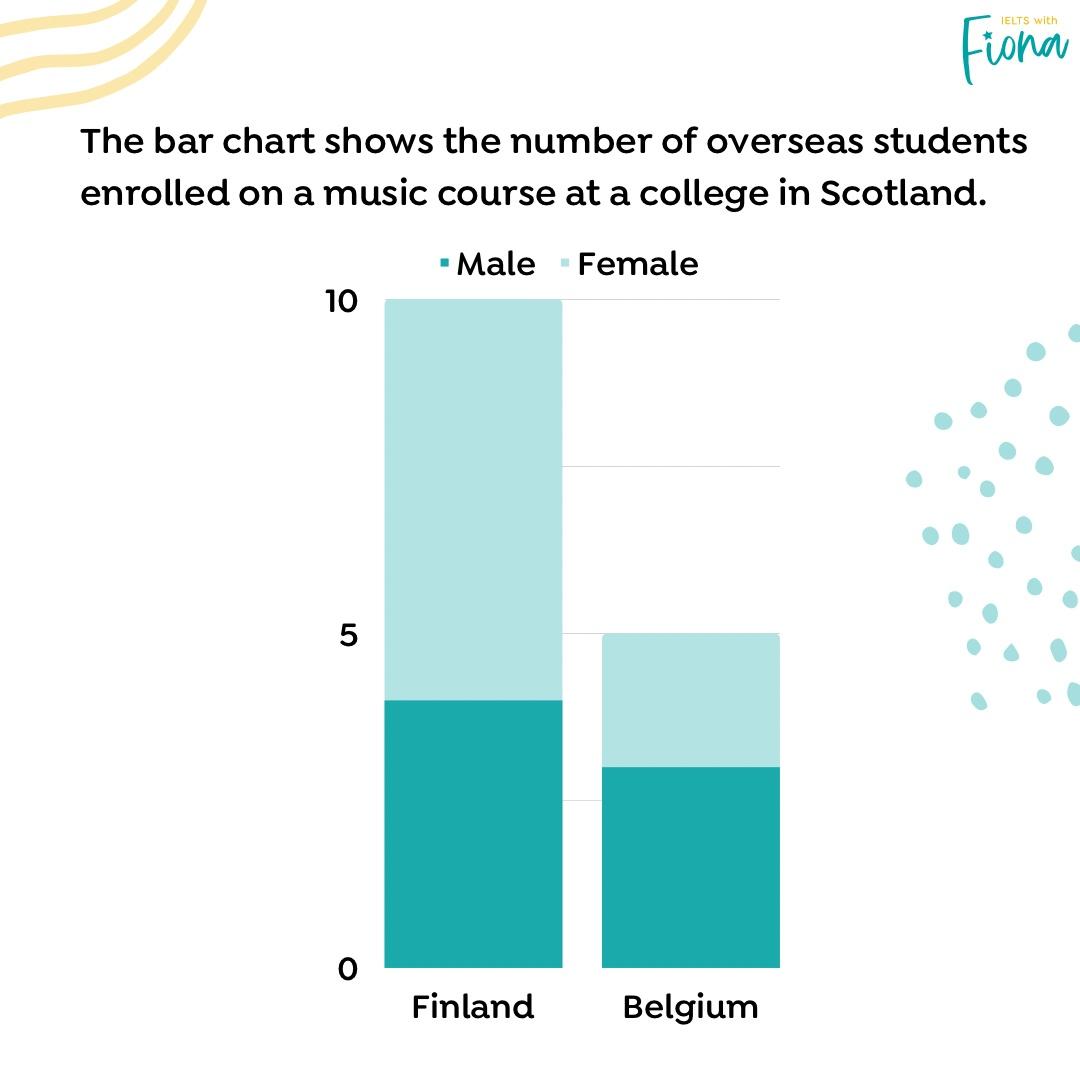 IELTS with
Fiona
The bar chart shows the number of overseas students
enrolled on a music course at a college in Scotland.
Male Female
10
5
0
Finland Belgium